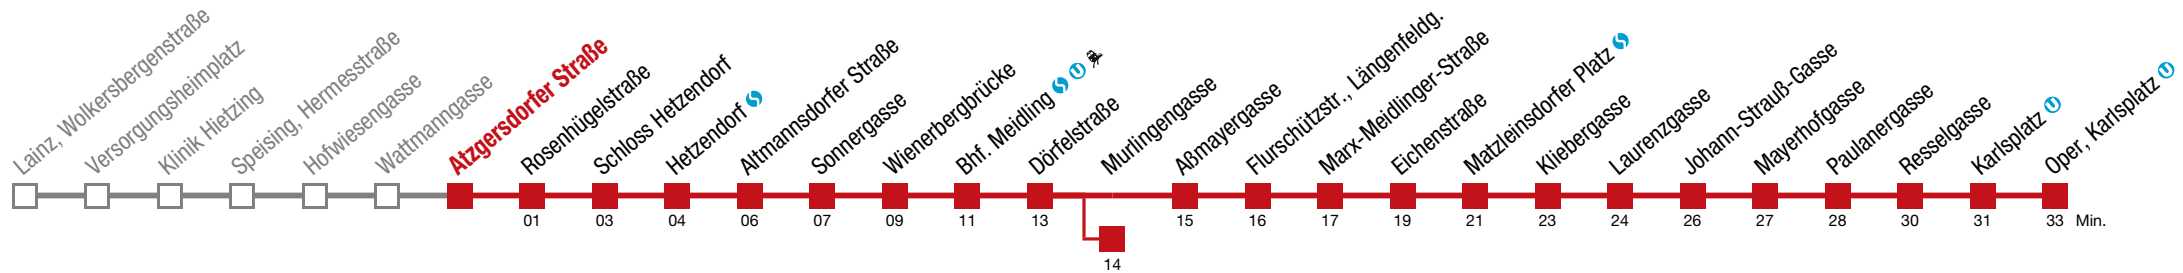 Lainz, Wolkersbergenstraße
Versorgungsheimplatz
Klinik Hietzing
Speising, Hermesstraße
Hofwiesengasse
Wattmanngasse
Atzgersdorfer Straße
Rosenhügelstraße
Schloss Hetzendorf
Hetzendorf S
Altmannsdorfer Straße
Sonnergasse
Wienerbergbrücke
Bhf. Meidling S U
Dörfelstraße
Murlingengasse
Aßmayergasse
Flurschützstr., Längenfeldg.
Marx-Meidlinger-Straße
Eichenstraße
Matzleinsdorfer Platz S
Kliebergasse
Laurenzgasse
Johann-Strauß-Gasse
Mayerhofgasse
Paulanergasse
Resselgasse
Karlsplatz U
Oper, Karlsplatz U
01 03 04 06 07 09 11 13 15 16 17 19 21 23 24 26 27 28 30 31 33 Min.
14